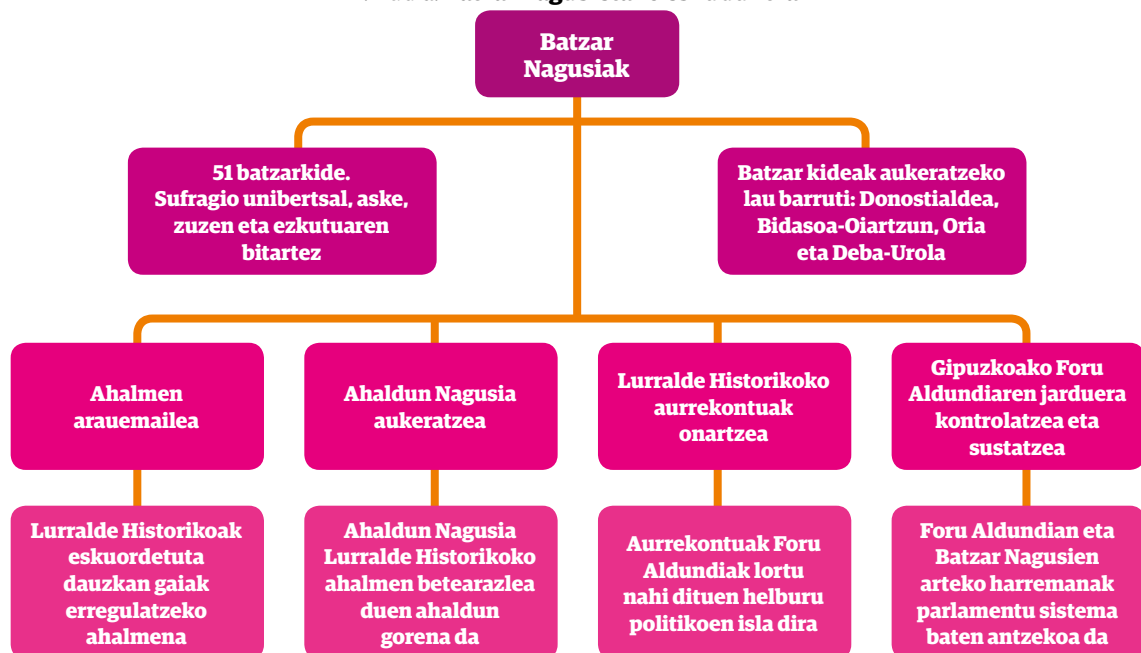 Batzar
Nagusiak
51 batzarkide.
Sufragio unibertsal, aske,
zuzen eta ezkutuaren
bitartez
Batzar kideak aukeratzeko
lau barruti: Donostialdea,
Bidasoa-Oiartzun, Oria
eta Deba-Urola
Ahalmen
arauemailea
Ahaldun Nagusia
aukeratzea
Lurralde Historikoko
aurrekontuak
onartzea
Gipuzkoako Foru
Aldundiaren jarduera
kontrolatzea eta
sustatzea
Lurralde Historikoak
eskuordetuta
dauzkan gaiak
erregulatzeko
ahalmena
Ahaldun Nagusia
Lurralde Historikoko
ahalmen betearazlea
duen ahaldun
gorena da
Aurrekontuak Foru
Aldundiak lortu
nahi dituen helburu
politikoen isla dira
Foru Aldundian eta
Batzar Nagusien
arteko harremanak
parlamentu sistema
baten antzekoa da